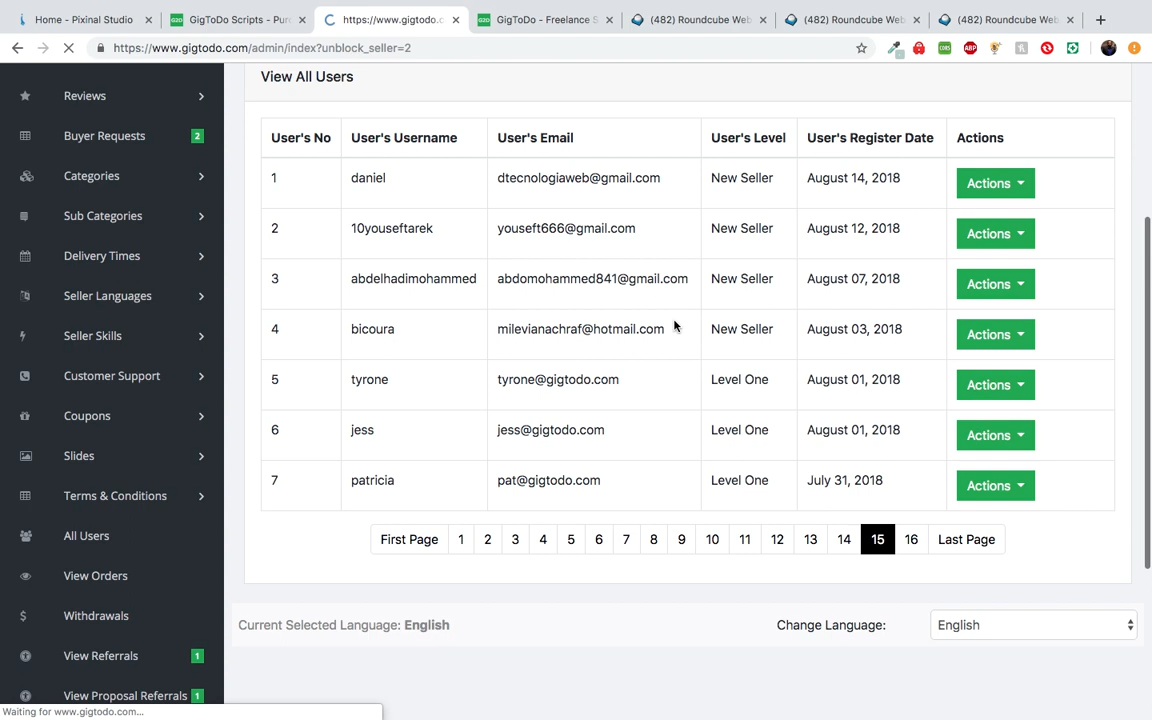 Home - Pixinal Studio
GigToDo Scripts - Pure
https://www.gigtodo.c
GigToDo - Freelance S
(482) Roundcube Web
(482) Roundcube Web
(482) Roundcube Web
https://www.gigtodo.com/admin/index?unblock_seller=2
Reviews
Buyer Requests 2
Categories
Sub Categories
Delivery Times
Seller Languages
Seller Skills
Customer Support
Coupons
Slides
Terms & Conditions
All Users
View Orders
Withdrawals
View Referrals 1
View Proposal Referrals 1
View All Users
User's No User's Username User's Email User's Level User's Register Date Actions
1 daniel dtecnologiaweb@gmail.com New Seller August 14, 2018 Actions
2 10youseftarek youseft666@gmail.com New Seller August 12, 2018 Actions
3 abdelhadimohammed abdomohammed841@gmail.com New Seller August 07, 2018 Actions
4 bicoura milevianachraf@hotmail.com New Seller August 03, 2018 Actions
5 tyrone tyrone@gigtodo.com Level One August 01, 2018 Actions
6 jess jess@gigtodo.com Level One August 01, 2018 Actions
7 patricia pat@gigtodo.com Level One July 31, 2018 Actions
First Page 1 2 3 4 5 6 7 8 9 10 11 12 13 14 15 16 Last Page
Current Selected Language: English
Change Language: English
Waiting for www.gigtodo.com...